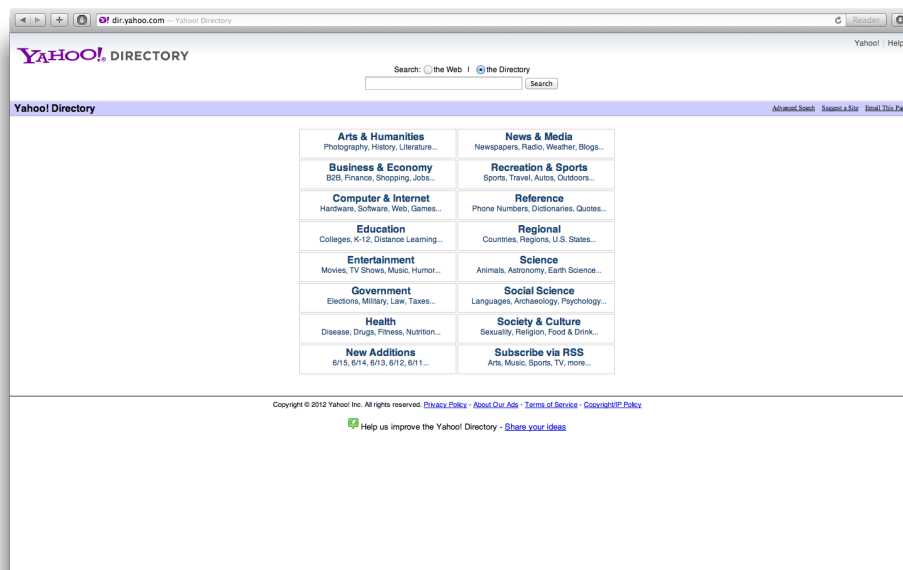 dir.yahoo.com — Yahoo! Directory
Reader
Yahoo! | Help
YAHOO!® DIRECTORY
Search: the Web | the Directory
Search
Yahoo! Directory
Advanced Search Suggest a Site Email This
Arts & Humanities
Photography, History, Literature...
News & Media
Newspapers, Radio, Weather, Blogs...
Business & Economy
B2B, Finance, Shopping, Jobs...
Recreation & Sports
Sports, Travel, Autos, Outdoors...
Computer & Internet
Hardware, Software, Web, Games...
Reference
Phone Numbers, Dictionaries, Quotes...
Education
Colleges, K-12, Distance Learning...
Regional
Countries, Regions, U.S. States...
Entertainment
Movies, TV Shows, Music, Humor...
Science
Animals, Astronomy, Earth Science...
Government
Elections, Military, Law, Taxes...
Social Science
Languages, Archaeology, Psychology...
Health
Disease, Drugs, Fitness, Nutrition...
Society & Culture
Sexuality, Religion, Food & Drink...
New Additions
6/15, 6/14, 6/13, 6/12, 6/11...
Subscribe via RSS
Arts, Music, Sports, TV, more...
Copyright © 2012 Yahoo! Inc. All rights reserved. Privacy Policy - About Our Ads - Terms of Service - Copyright/IP Policy
Help us improve the Yahoo! Directory - Share your ideas